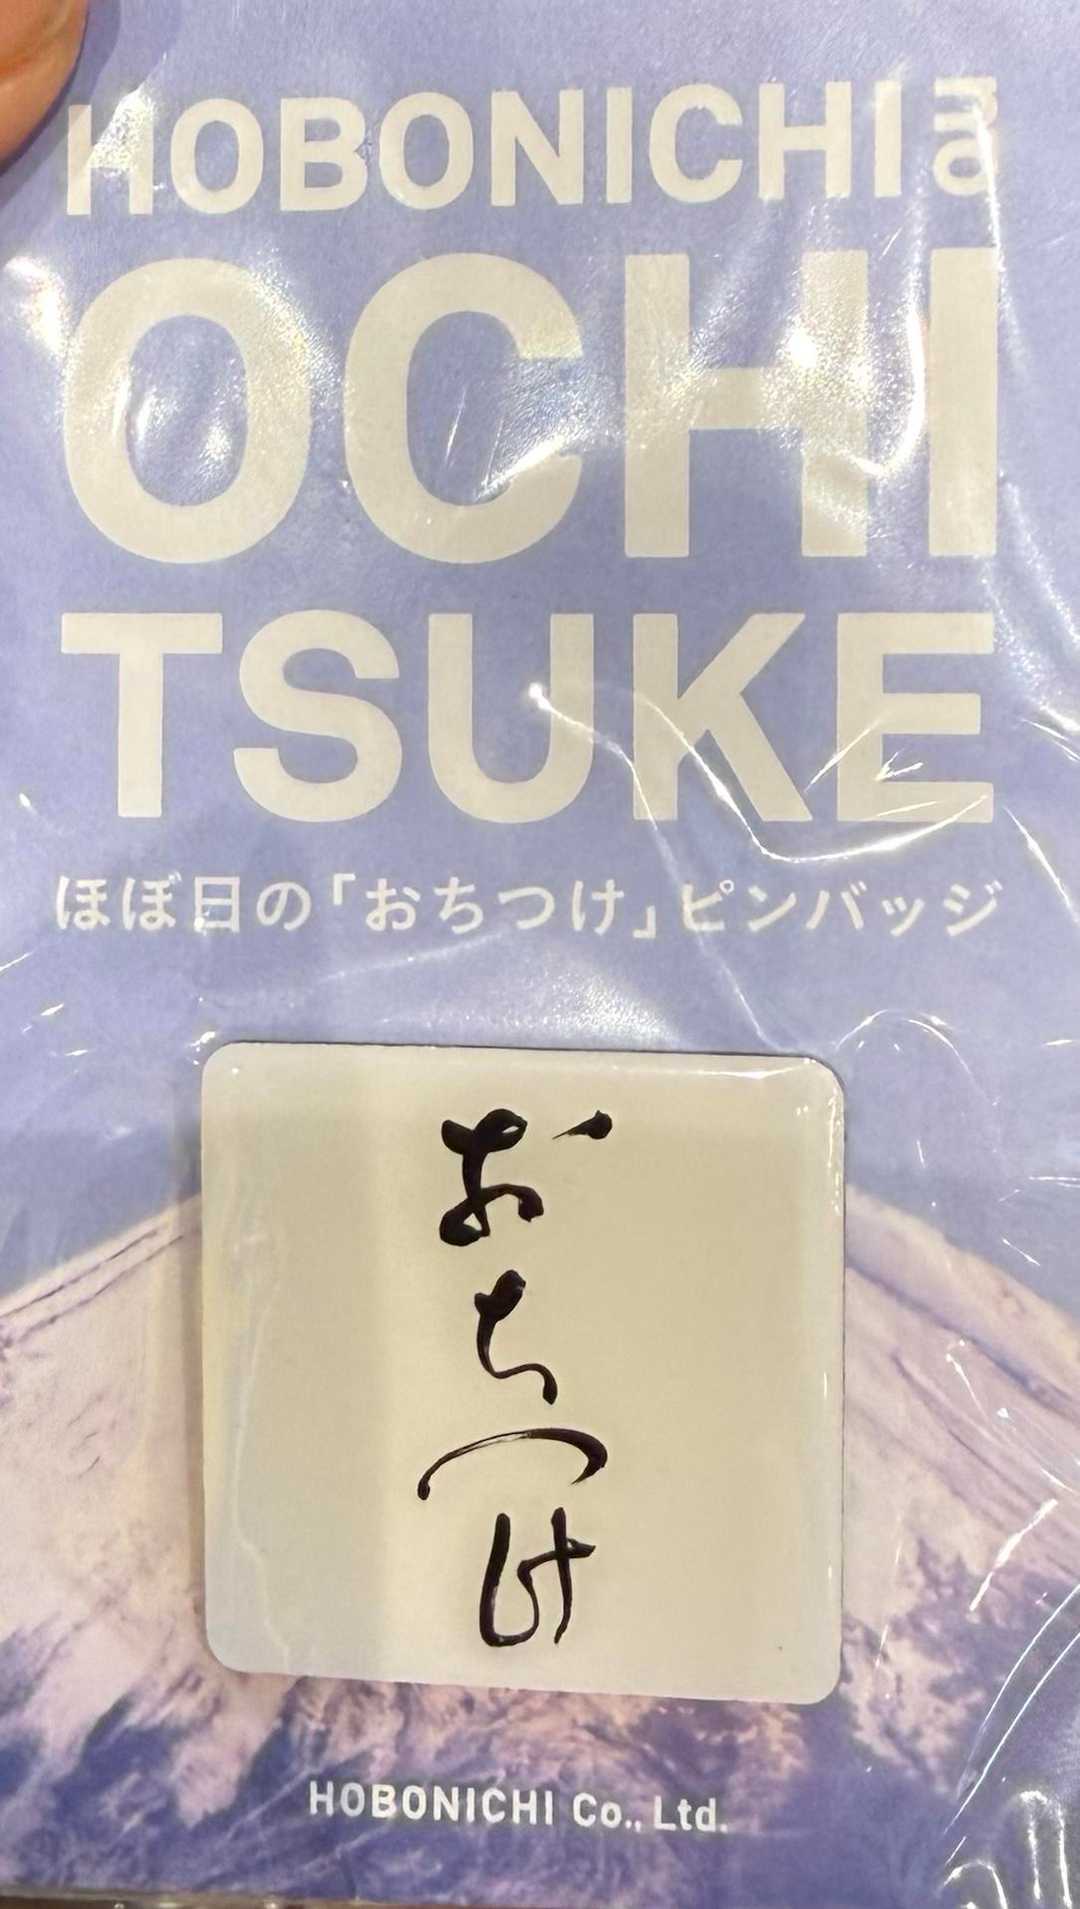 HOBONICHI no
OCHI
TSUKE
ほぼ日の「おちつけ」ピンバッジ
おちつけ
HOBONICHI Co., Ltd.